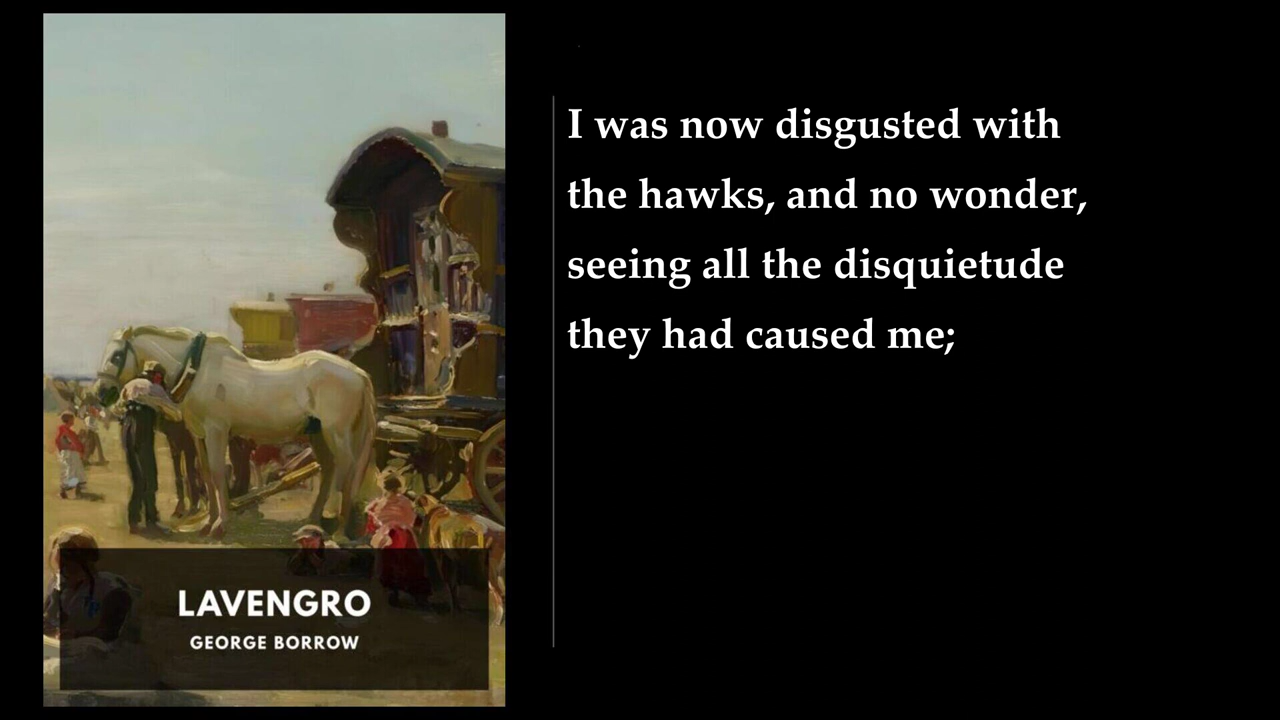 LAVENGRO
GEORGE BORROW
I was now disgusted with
the hawks, and no wonder,
seeing all the disquietude
they had caused me;